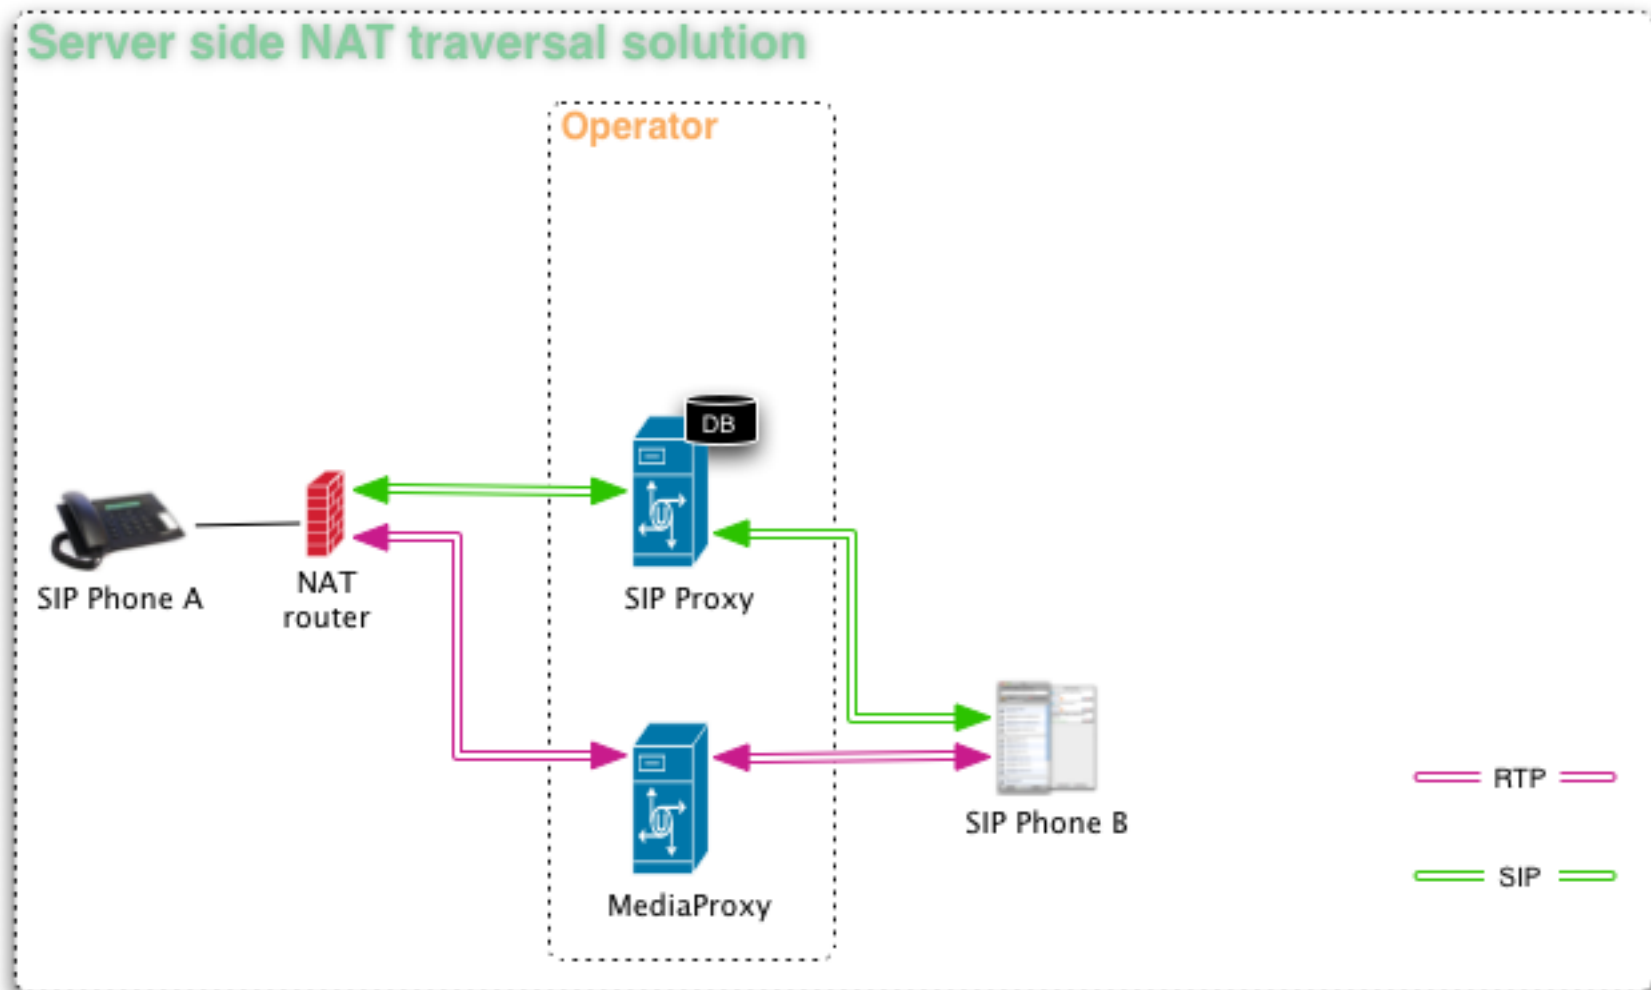 Server side NAT traversal solution
Operator
DB
SIP Phone A
NAT
router
SIP Proxy
MediaProxy
SIP Phone B
RTP
SIP